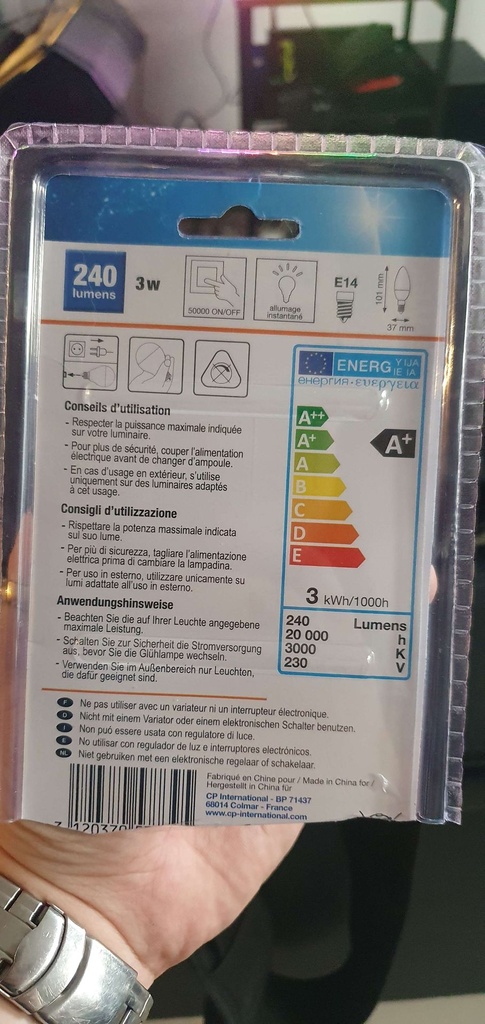 240
lumens
3w
50000 ON/OFF
allumage
instantané
E14
101 mm
37 mm
ENERG Y IJA
IE IA
енергия · ενεργεια
A++
A+
A
B
C
D
E
A+
3 kWh/1000h
240 Lumens
20 000 h
3000 K
230 V
Conseils d'utilisation
- Respecter la puissance maximale indiquée
sur votre luminaire.
- Pour plus de sécurité, couper l'alimentation
électrique avant de changer d'ampoule.
- En cas d'usage en extérieur, s'utilise
uniquement sur des luminaires adaptés
à cet usage.
Consigli d'utilizzazione
- Rispettare la potenza massimale indicata
sul suo lume.
- Per più di sicurezza, tagliare l'alimentazione
elettrica prima di cambiare la lampadina.
- Per uso in esterno, utilizzare unicamente su
lumi adattate all'uso in esterno.
Anwendungshinweise
- Beachten Sie die auf Ihrer Leuchte angegebene
maximale Leistung.
- Schalten Sie zur Sicherheit die Stromversorgung
aus, bevor Sie die Glühlampe wechseln.
- Verwenden Sie im Außenbereich nur Leuchten,
die dafür geeignet sind.
F Ne pas utiliser avec un variateur ni un interrupteur électronique.
D Nicht mit einem Variator oder einem elektronischen Schalter benutzen.
I Non puó essere usata con regulatore di luce.
E No utilisar con regulador de luz e interruptores electrónicos.
NL Niet gebruiken met een elektronische regelaar of schakelaar.
Fabriqué en Chine pour / Made in China for /
Hergestellt in China für
CP International - BP 71437
68014 Colmar - France
www.cp-international.com